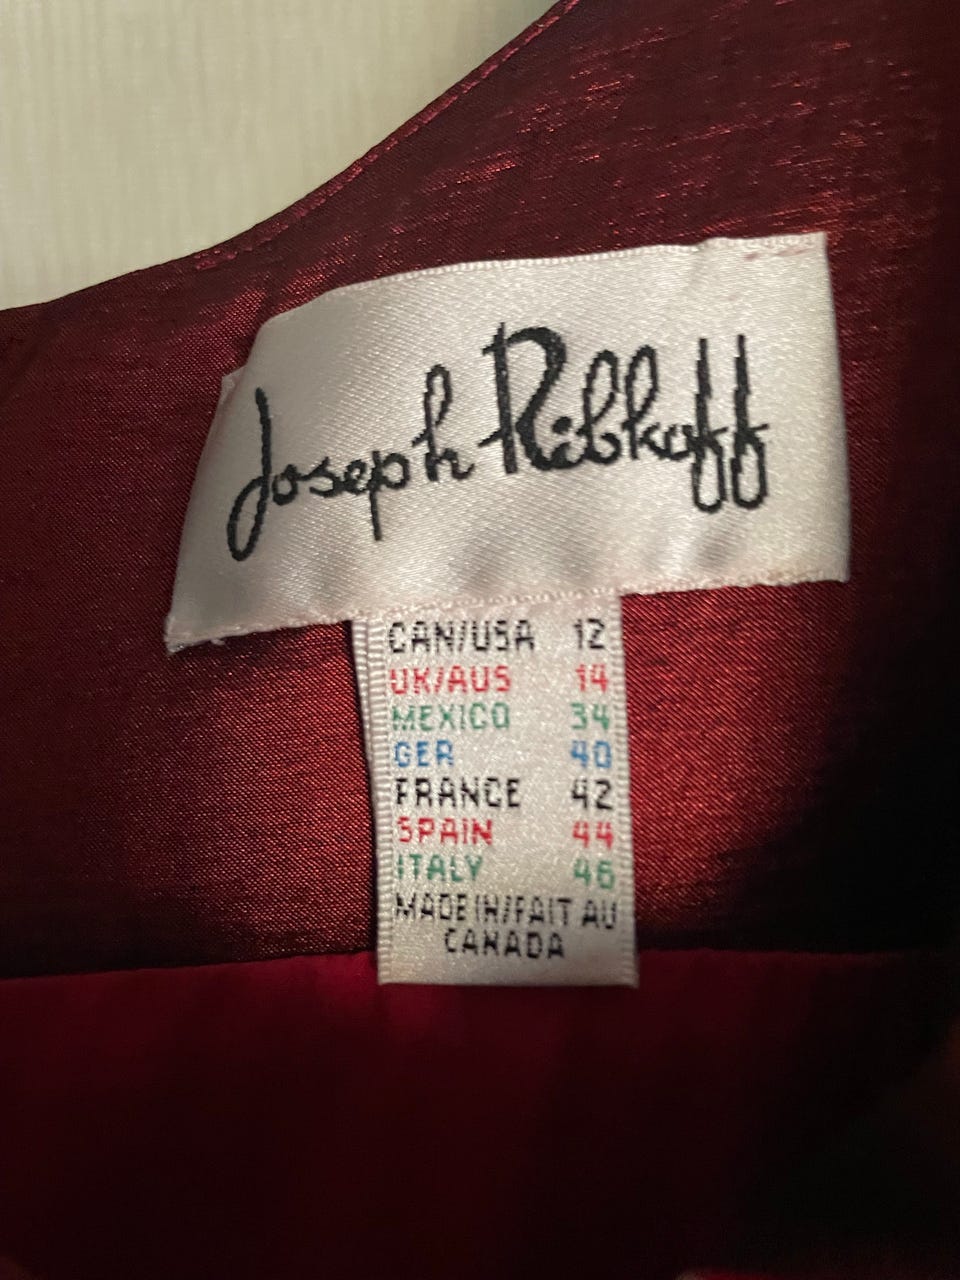 Joseph Ribkoff
CAN/USA 12
UK/AUS 14
MEXICO 34
GER 40
FRANCE 42
SPAIN 44
ITALY 46
MADE IN/FAIT AU
CANADA